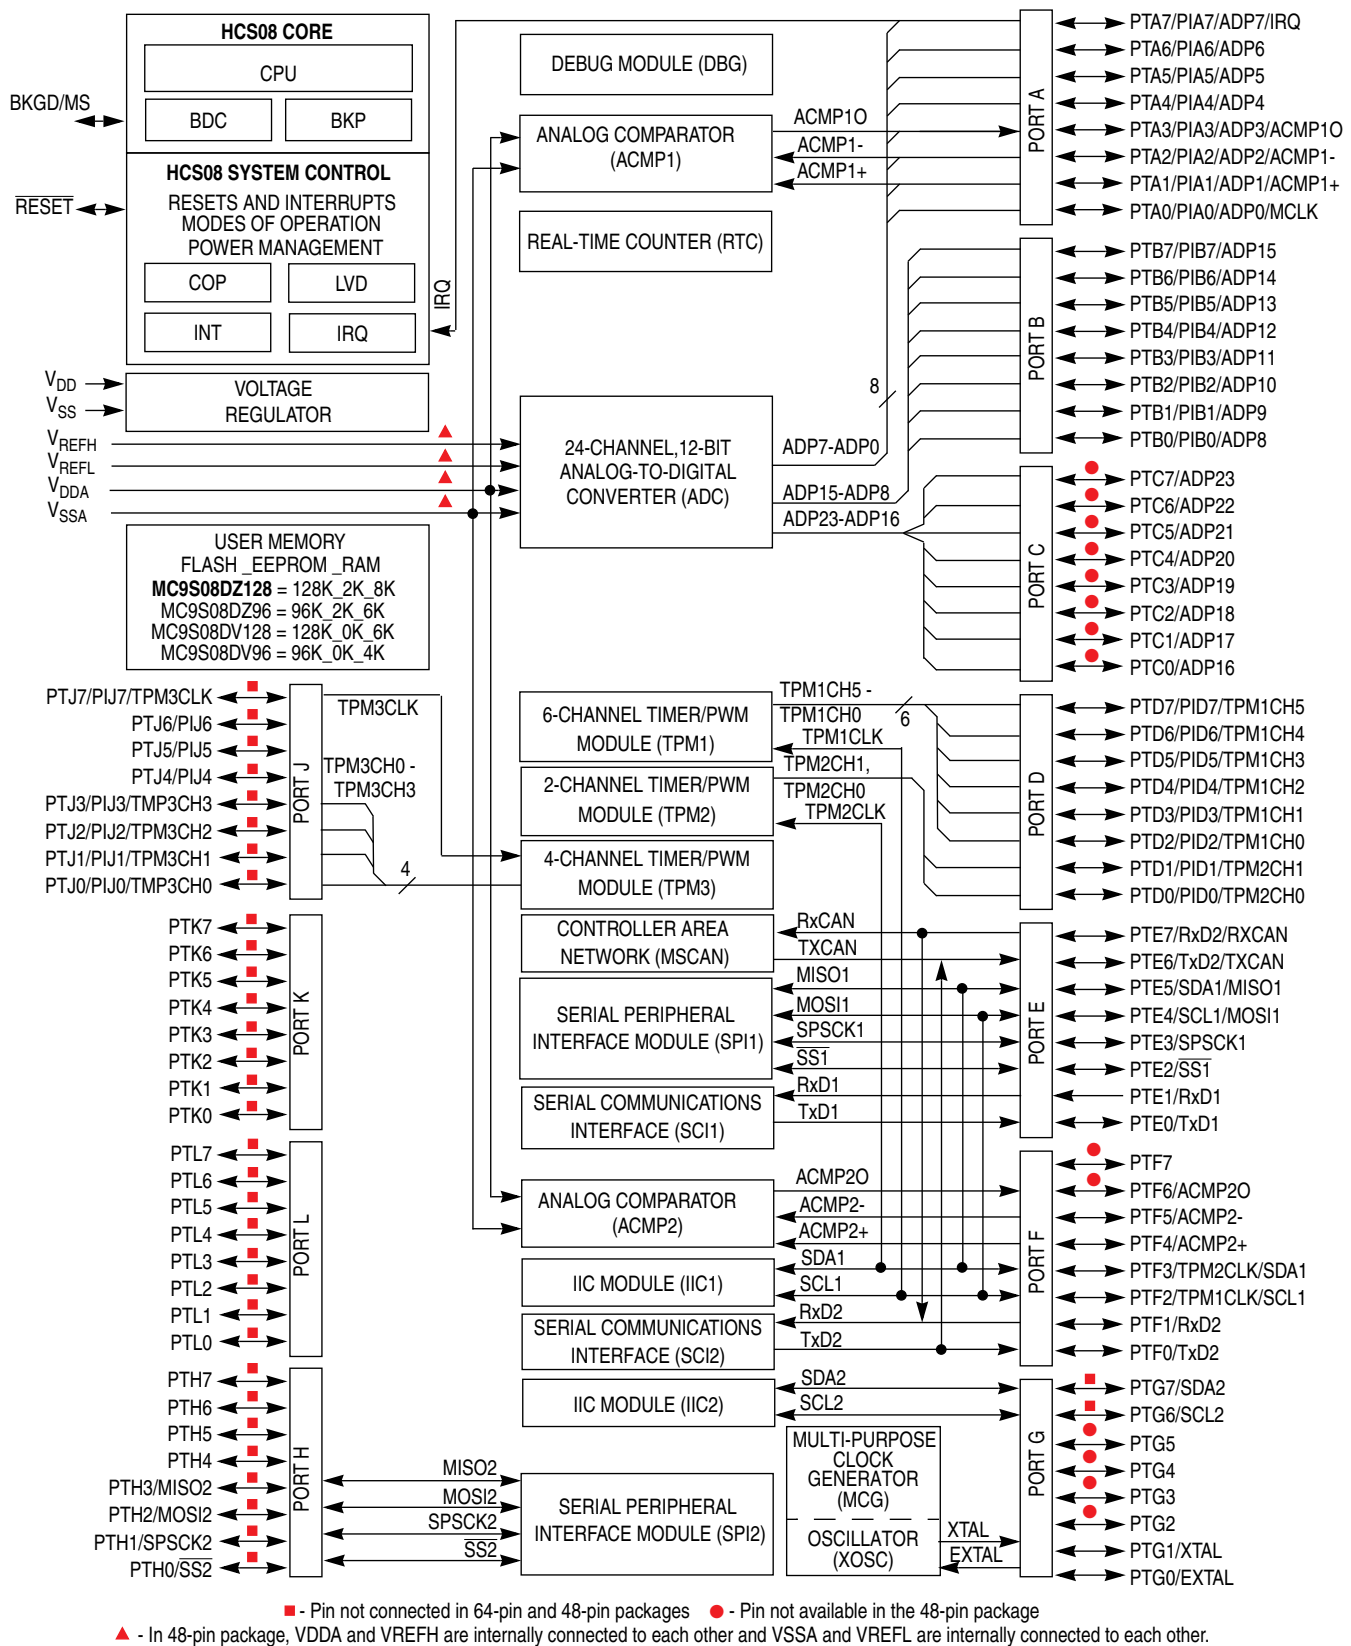 HCS08 CORE
CPU
BDC
BKP
BKGD/MS
HCS08 SYSTEM CONTROL
RESETS AND INTERRUPTS
MODES OF OPERATION
POWER MANAGEMENT
COP
LVD
INT
IRQ
RESET
IRQ
VOLTAGE
REGULATOR
VDD
VSS
VREFH
VREFL
VDDA
VSSA
USER MEMORY
FLASH _EEPROM _RAM
MC9S08DZ128 = 128K_2K_8K
MC9S08DZ96 = 96K_2K_6K
MC9S08DV128 = 128K_0K_6K
MC9S08DV96 = 96K_0K_4K
DEBUG MODULE (DBG)
ANALOG COMPARATOR
(ACMP1)
ACMP1O
ACMP1-
ACMP1+
REAL-TIME COUNTER (RTC)
24-CHANNEL,12-BIT
ANALOG-TO-DIGITAL
CONVERTER (ADC)
8
ADP7-ADP0
ADP15-ADP8
ADP23-ADP16
PORT A
PTA7/PIA7/ADP7/IRQ
PTA6/PIA6/ADP6
PTA5/PIA5/ADP5
PTA4/PIA4/ADP4
PTA3/PIA3/ADP3/ACMP1O
PTA2/PIA2/ADP2/ACMP1-
PTA1/PIA1/ADP1/ACMP1+
PTA0/PIA0/ADP0/MCLK
PORT B
PTB7/PIB7/ADP15
PTB6/PIB6/ADP14
PTB5/PIB5/ADP13
PTB4/PIB4/ADP12
PTB3/PIB3/ADP11
PTB2/PIB2/ADP10
PTB1/PIB1/ADP9
PTB0/PIB0/ADP8
PORT C
PTC7/ADP23
PTC6/ADP22
PTC5/ADP21
PTC4/ADP20
PTC3/ADP19
PTC2/ADP18
PTC1/ADP17
PTC0/ADP16
PTJ7/PIJ7/TPM3CLK
PTJ6/PIJ6
PTJ5/PIJ5
PTJ4/PIJ4
PTJ3/PIJ3/TMP3CH3
PTJ2/PIJ2/TPM3CH2
PTJ1/PIJ1/TPM3CH1
PTJ0/PIJ0/TMP3CH0
PORT J
TPM3CLK
TPM3CH0 -
TPM3CH3
4
6-CHANNEL TIMER/PWM
MODULE (TPM1)
TPM1CH5 -
TPM1CH0
6
TPM1CLK
2-CHANNEL TIMER/PWM
MODULE (TPM2)
TPM2CH1,
TPM2CH0
TPM2CLK
4-CHANNEL TIMER/PWM
MODULE (TPM3)
PORT D
PTD7/PID7/TPM1CH5
PTD6/PID6/TPM1CH4
PTD5/PID5/TPM1CH3
PTD4/PID4/TPM1CH2
PTD3/PID3/TPM1CH1
PTD2/PID2/TPM1CH0
PTD1/PID1/TPM2CH1
PTD0/PID0/TPM2CH0
PTK7
PTK6
PTK5
PTK4
PTK3
PTK2
PTK1
PTK0
PORT K
CONTROLLER AREA
NETWORK (MSCAN)
RxCAN
TXCAN
SERIAL PERIPHERAL
INTERFACE MODULE (SPI1)
MISO1
MOSI1
SPSCK1
SS1
SERIAL COMMUNICATIONS
INTERFACE (SCI1)
RxD1
TxD1
PORT E
PTE7/RxD2/RXCAN
PTE6/TxD2/TXCAN
PTE5/SDA1/MISO1
PTE4/SCL1/MOSI1
PTE3/SPSCK1
PTE2/SS1
PTE1/RxD1
PTE0/TxD1
PTL7
PTL6
PTL5
PTL4
PTL3
PTL2
PTL1
PTL0
PORT L
ANALOG COMPARATOR
(ACMP2)
ACMP2O
ACMP2-
ACMP2+
IIC MODULE (IIC1)
SDA1
SCL1
SERIAL COMMUNICATIONS
INTERFACE (SCI2)
RxD2
TxD2
PORT F
PTF7
PTF6/ACMP2O
PTF5/ACMP2-
PTF4/ACMP2+
PTF3/TPM2CLK/SDA1
PTF2/TPM1CLK/SCL1
PTF1/RxD2
PTF0/TxD2
PTH7
PTH6
PTH5
PTH4
PTH3/MISO2
PTH2/MOSI2
PTH1/SPSCK2
PTH0/SS2
PORT H
MISO2
MOSI2
SPSCK2
SS2
IIC MODULE (IIC2)
SDA2
SCL2
SERIAL PERIPHERAL
INTERFACE MODULE (SPI2)
MULTI-PURPOSE
CLOCK
GENERATOR
(MCG)
OSCILLATOR
(XOSC)
XTAL
EXTAL
PORT G
PTG7/SDA2
PTG6/SCL2
PTG5
PTG4
PTG3
PTG2
PTG1/XTAL
PTG0/EXTAL
- Pin not connected in 64-pin and 48-pin packages
- Pin not available in the 48-pin package
- In 48-pin package, VDDA and VREFH are internally connected to each other and VSSA and VREFL are internally connected to each other.